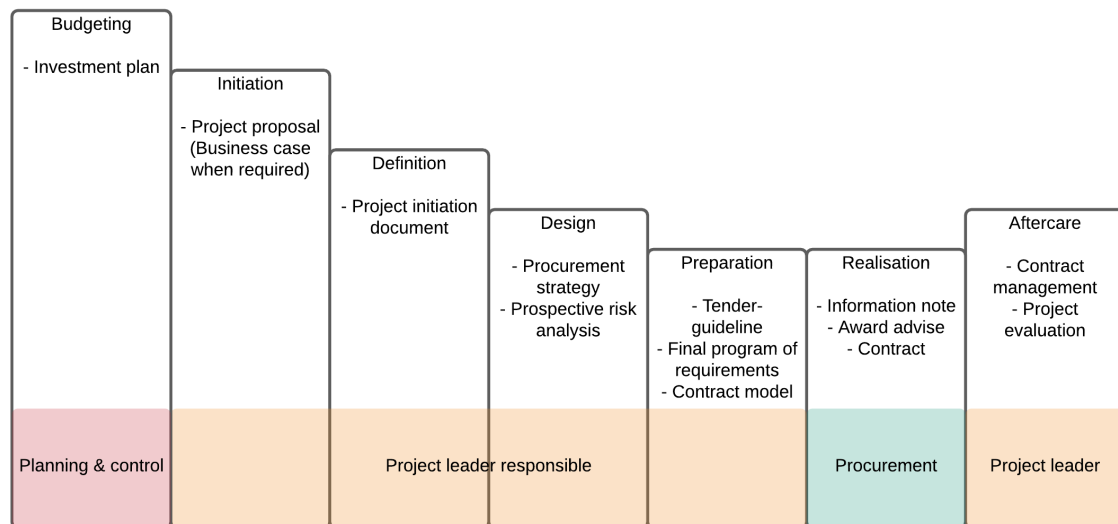 Budgeting
- Investment plan
Initiation
- Project proposal
(Business case
when required)
Definition
- Project initiation
document
Design
- Procurement
strategy
- Prospective risk
analysis
Preparation
- Tender-
guideline
- Final program of
requirements
- Contract model
Realisation
- Information note
- Award advise
- Contract
Aftercare
- Contract
management
- Project
evaluation
Planning & control
Project leader responsible
Procurement
Project leader